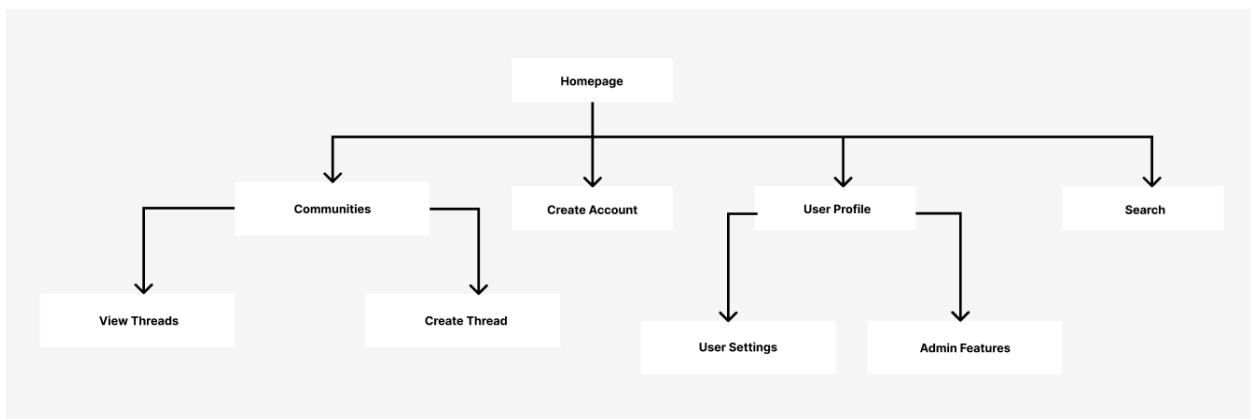 Homepage
Communities
Create Account
User Profile
Search
View Threads
Create Thread
User Settings
Admin Features